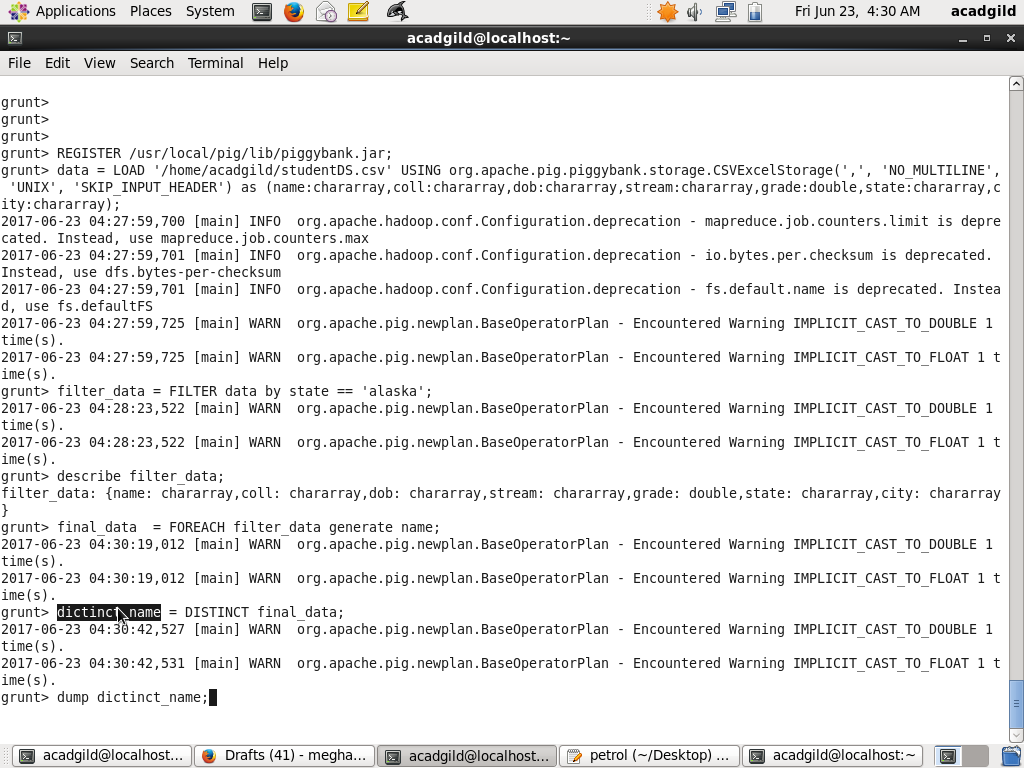 Applications Places System Fri Jun 23, 4:30 AM acadgild
acadgild@localhost:~
File Edit View Search Terminal Help
grunt>
grunt>
grunt>
grunt> REGISTER /usr/local/pig/lib/piggybank.jar;
grunt> data = LOAD '/home/acadgild/studentDS.csv' USING org.apache.pig.piggybank.storage.CSVExcelStorage(',', 'NO_MULTILINE',
 'UNIX', 'SKIP_INPUT_HEADER') as (name:chararray,coll:chararray,dob:chararray,stream:chararray,grade:double,state:chararray,c
ity:chararray);
2017-06-23 04:27:59,700 [main] INFO  org.apache.hadoop.conf.Configuration.deprecation - mapreduce.job.counters.limit is depre
cated. Instead, use mapreduce.job.counters.max
2017-06-23 04:27:59,701 [main] INFO  org.apache.hadoop.conf.Configuration.deprecation - io.bytes.per.checksum is deprecated.
Instead, use dfs.bytes-per-checksum
2017-06-23 04:27:59,701 [main] INFO  org.apache.hadoop.conf.Configuration.deprecation - fs.default.name is deprecated. Instea
d, use fs.defaultFS
2017-06-23 04:27:59,725 [main] WARN  org.apache.pig.newplan.BaseOperatorPlan - Encountered Warning IMPLICIT_CAST_TO_DOUBLE 1
time(s).
2017-06-23 04:27:59,725 [main] WARN  org.apache.pig.newplan.BaseOperatorPlan - Encountered Warning IMPLICIT_CAST_TO_FLOAT 1 t
ime(s).
grunt> filter_data = FILTER data by state == 'alaska';
2017-06-23 04:28:23,522 [main] WARN  org.apache.pig.newplan.BaseOperatorPlan - Encountered Warning IMPLICIT_CAST_TO_DOUBLE 1
time(s).
2017-06-23 04:28:23,522 [main] WARN  org.apache.pig.newplan.BaseOperatorPlan - Encountered Warning IMPLICIT_CAST_TO_FLOAT 1 t
ime(s).
grunt> describe filter_data;
filter_data: {name: chararray,coll: chararray,dob: chararray,stream: chararray,grade: double,state: chararray,city: chararray
}
grunt> final_data  = FOREACH filter_data generate name;
2017-06-23 04:30:19,012 [main] WARN  org.apache.pig.newplan.BaseOperatorPlan - Encountered Warning IMPLICIT_CAST_TO_DOUBLE 1
time(s).
2017-06-23 04:30:19,012 [main] WARN  org.apache.pig.newplan.BaseOperatorPlan - Encountered Warning IMPLICIT_CAST_TO_FLOAT 1 t
ime(s).
grunt> dictinct_name = DISTINCT final_data;
2017-06-23 04:30:42,527 [main] WARN  org.apache.pig.newplan.BaseOperatorPlan - Encountered Warning IMPLICIT_CAST_TO_DOUBLE 1
time(s).
2017-06-23 04:30:42,531 [main] WARN  org.apache.pig.newplan.BaseOperatorPlan - Encountered Warning IMPLICIT_CAST_TO_FLOAT 1 t
ime(s).
grunt> dump dictinct_name;
acadgild@localhost:... Drafts (41) - megha... acadgild@localhost:... petrol (~/Desktop) ... acadgild@localhost:~